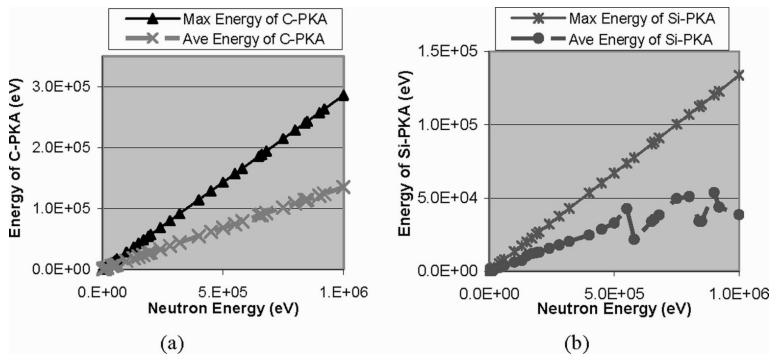 Max Energy of C-PKA
Ave Energy of C-PKA
Energy of C-PKA (eV)
3.0E+05
2.0E+05
1.0E+05
0.0E+00
0.E+00
5.E+05
1.E+06
Neutron Energy (eV)
(a)
Max Energy of Si-PKA
Ave Energy of Si-PKA
Energy of Si-PKA (eV)
1.5E+05
1.0E+05
5.0E+04
0.0E+00
0.E+00
5.0E+05
1.0E+06
Neutron Energy (eV)
(b)